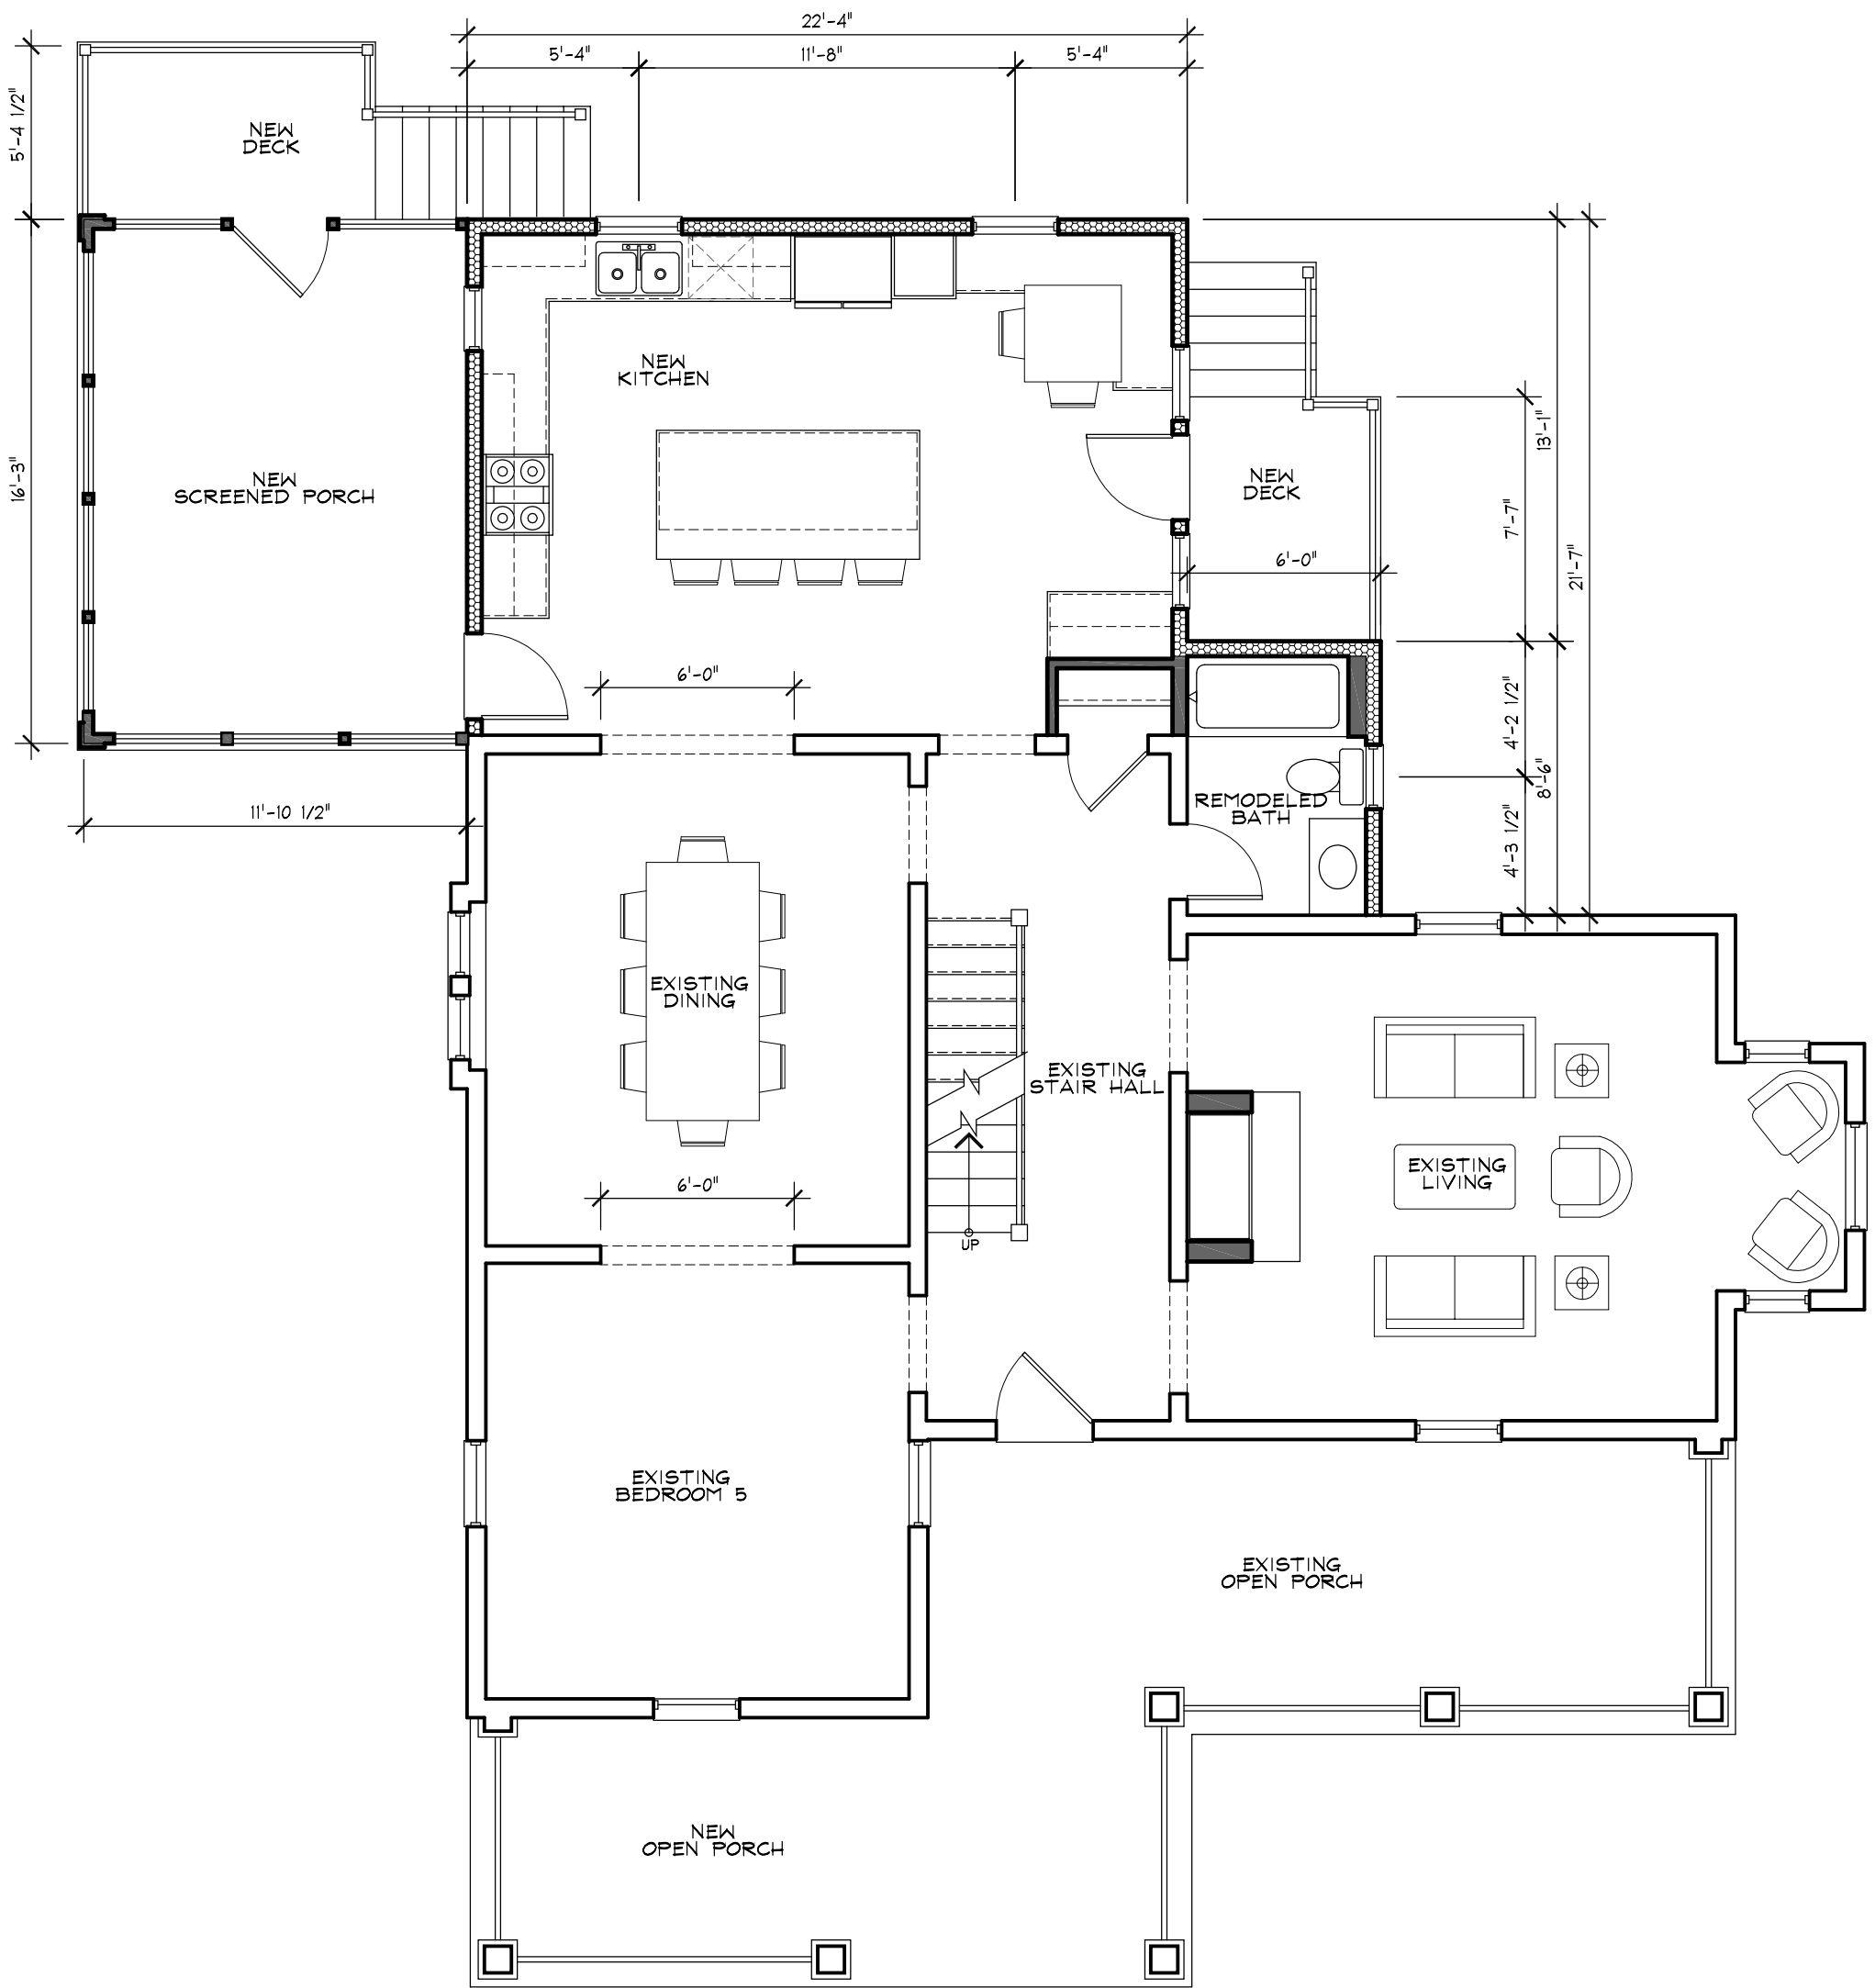 22'-4"
5'-4"
11'-8"
5'-4"
5'-4 1/2"
NEW
DECK
NEW
KITCHEN
13'-1"
16'-3"
NEW
SCREENED PORCH
NEW
DECK
7'-7"
21'-7"
6'-0"
6'-0"
4'-2 1/2"
8'-6"
11'-10 1/2"
REMODELED
BATH
4'-3 1/2"
EXISTING
DINING
EXISTING
STAIR HALL
6'-0"
EXISTING
LIVING
UP
EXISTING
BEDROOM 5
EXISTING
OPEN PORCH
NEW
OPEN PORCH